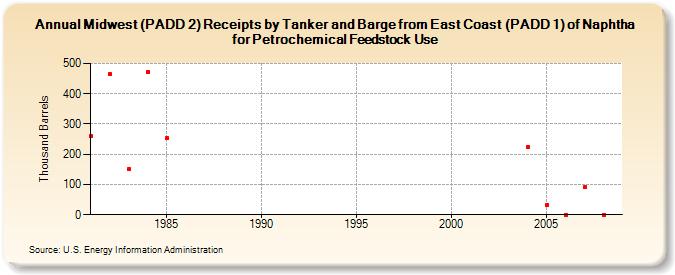 Annual Midwest (PADD 2) Receipts by Tanker and Barge from East Coast (PADD 1) of Naphtha
for Petrochemical Feedstock Use
Thousand Barrels
500
400
300
200
100
0
1985 1990 1995 2000 2005
Source: U.S. Energy Information Administration